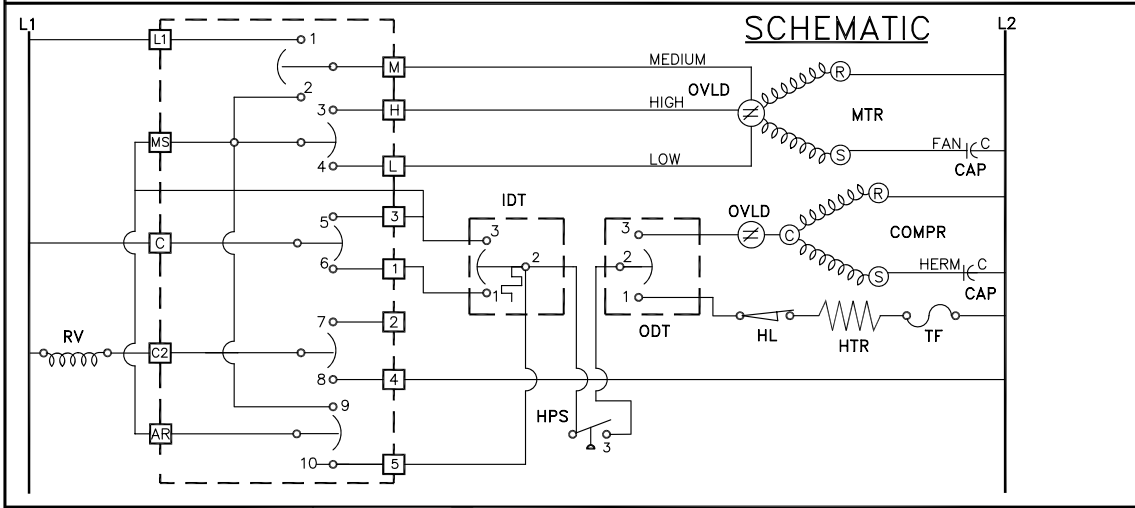 L1
SCHEMATIC
L2
L1
1
M
MEDIUM
2
3
H
HIGH
OVLD
R
MTR
MS
4
L
LOW
S
FAN
C
CAP
5
3
IDT
3
3
OVLD
R
C
6
1
2
1
2
1
C
COMPR
S
HERM
C
CAP
ODT
HL
HTR
TF
RV
C2
7
2
8
4
9
HPS
3
AR
10
5